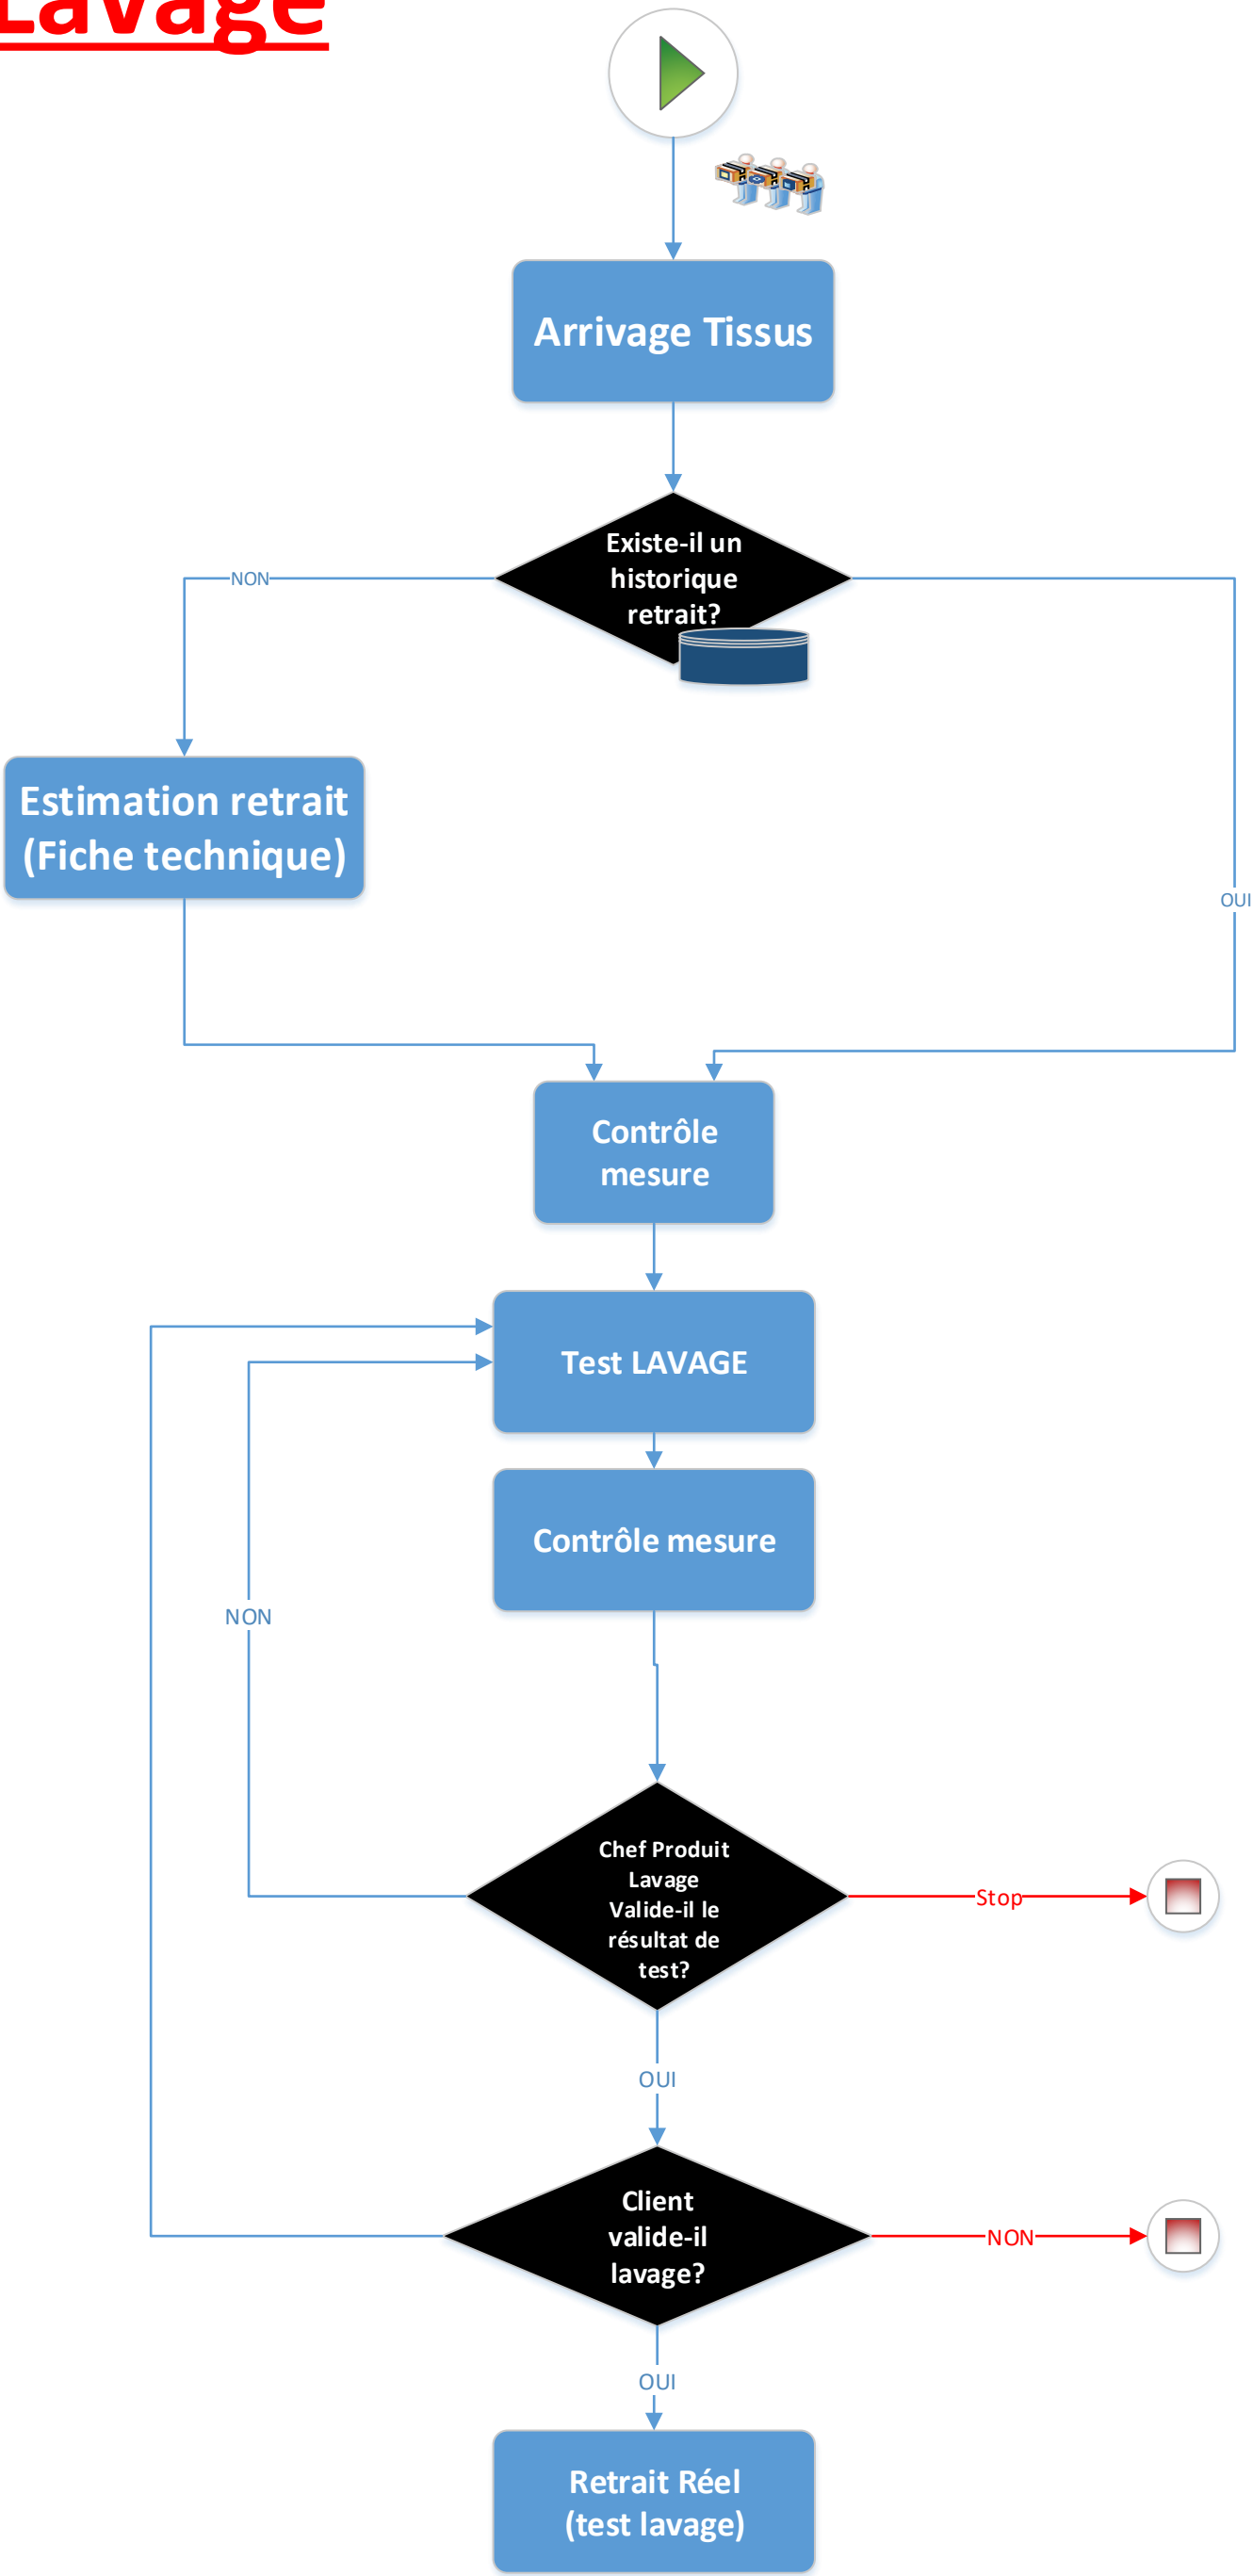 Lavage
Arrivage Tissus
Existe-il un
historique
retrait?
NON
Estimation retrait
(Fiche technique)
OUI
Contrôle
mesure
Test LAVAGE
Contrôle mesure
NON
Chef Produit
Lavage
Valide-il le
résultat de
test?
Stop
OUI
Client
valide-il
lavage?
NON
OUI
Retrait Réel
(test lavage)